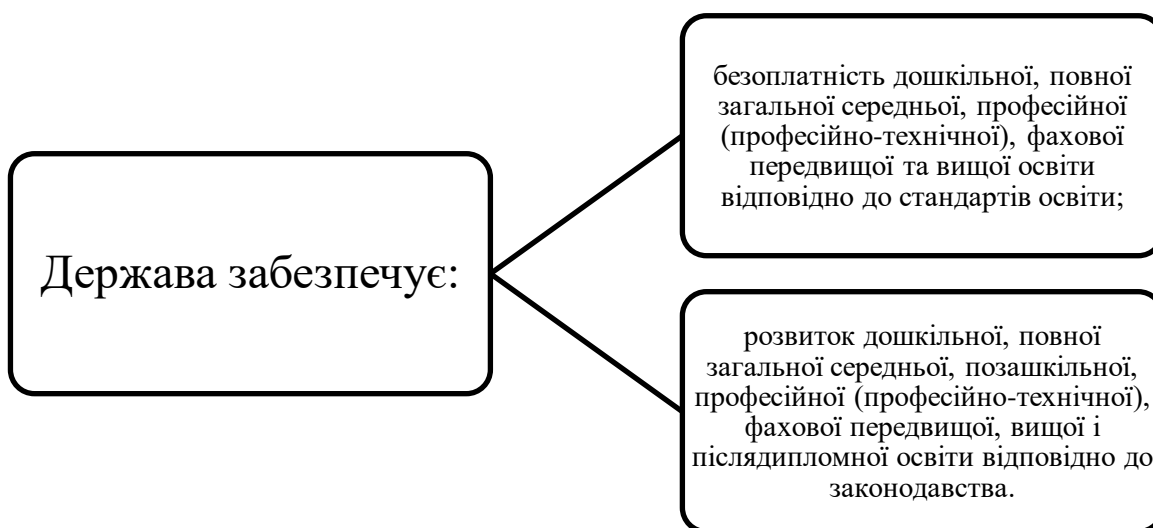 Держава забезпечує:
безоплатність дошкільної, повної
загальної середньої, професійної
(професійно-технічної), фахової
передвищої та вищої освіти
відповідно до стандартів освіти;
розвиток дошкільної, повної
загальної середньої, позашкільної,
професійної (професійно-технічної),
фахової передвищої, вищої і
післядипломної освіти відповідно до
законодавства.